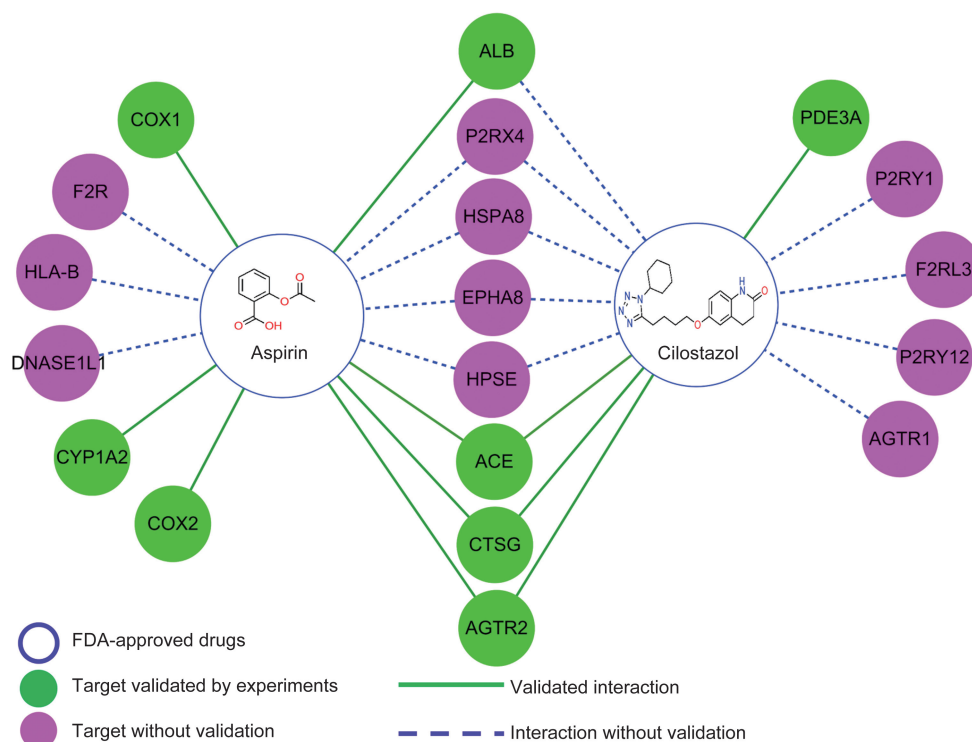 ALB
COX1
PDE3A
P2RX4
P2RY1
F2R
HSPA8
HLA-B
F2RL3
EPHA8
O
O
OH
O
Aspirin
N
N
N
N
H
N
O
O
Cilostazol
DNASE1L1
P2RY12
HPSE
AGTR1
CYP1A2
ACE
COX2
CTSG
AGTR2
FDA-approved drugs
Target validated by experiments
Validated interaction
Target without validation
Interaction without validation